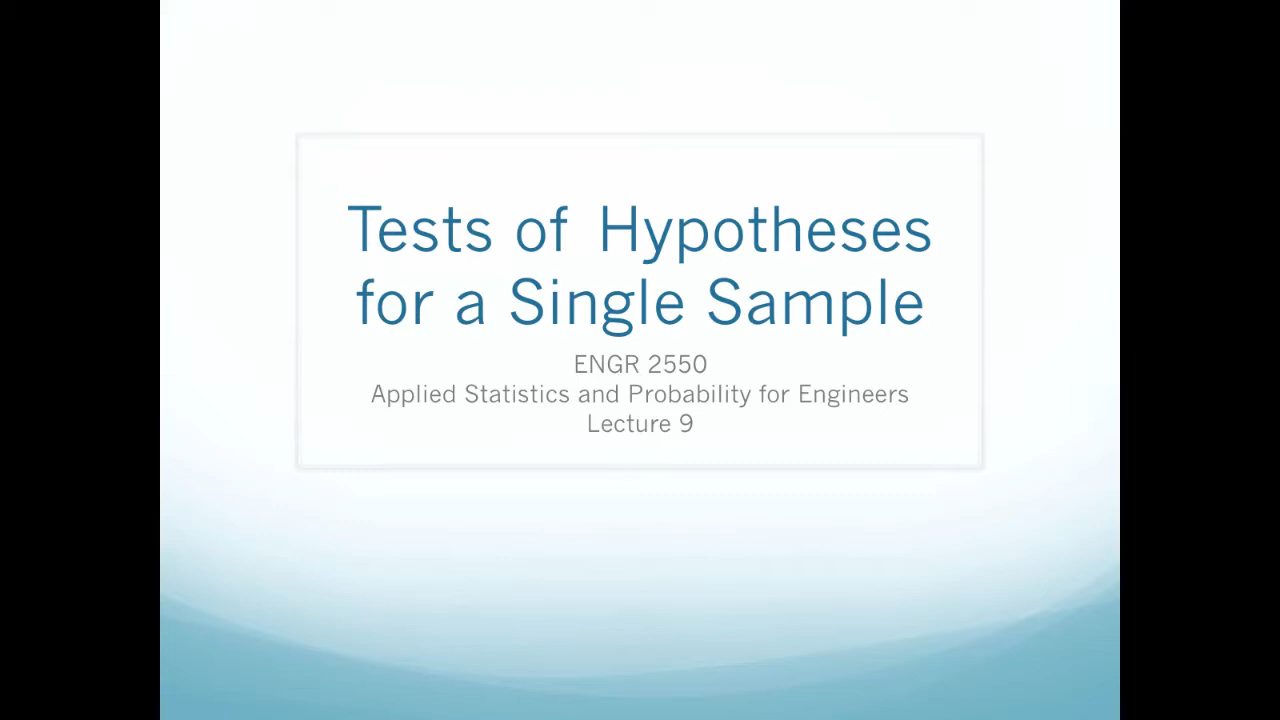 Tests of Hypotheses
for a Single Sample
ENGR 2550
Applied Statistics and Probability for Engineers
Lecture 9